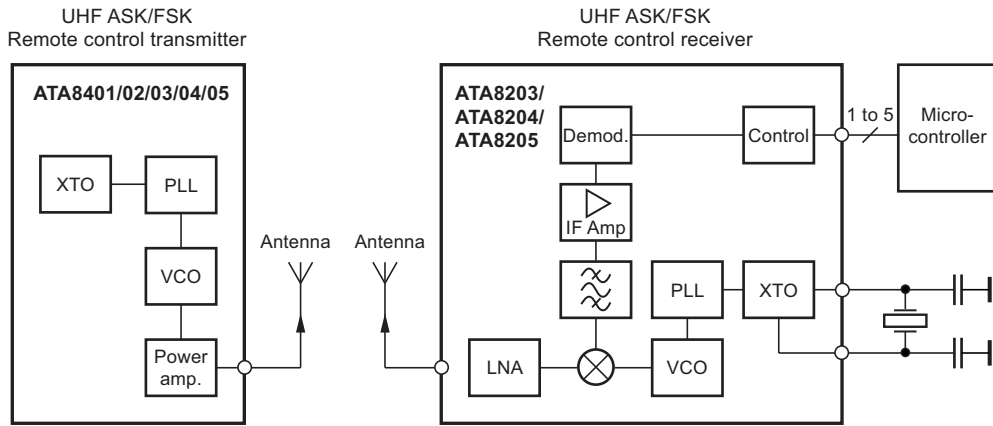 UHF ASK/FSK
Remote control transmitter
ATA8401/02/03/04/05
XTO
PLL
VCO
Power
amp.
Antenna
Antenna
UHF ASK/FSK
Remote control receiver
ATA8203/
ATA8204/
ATA8205
Demod.
Control
1 to 5
Micro-
controller
IF Amp
PLL
XTO
LNA
VCO